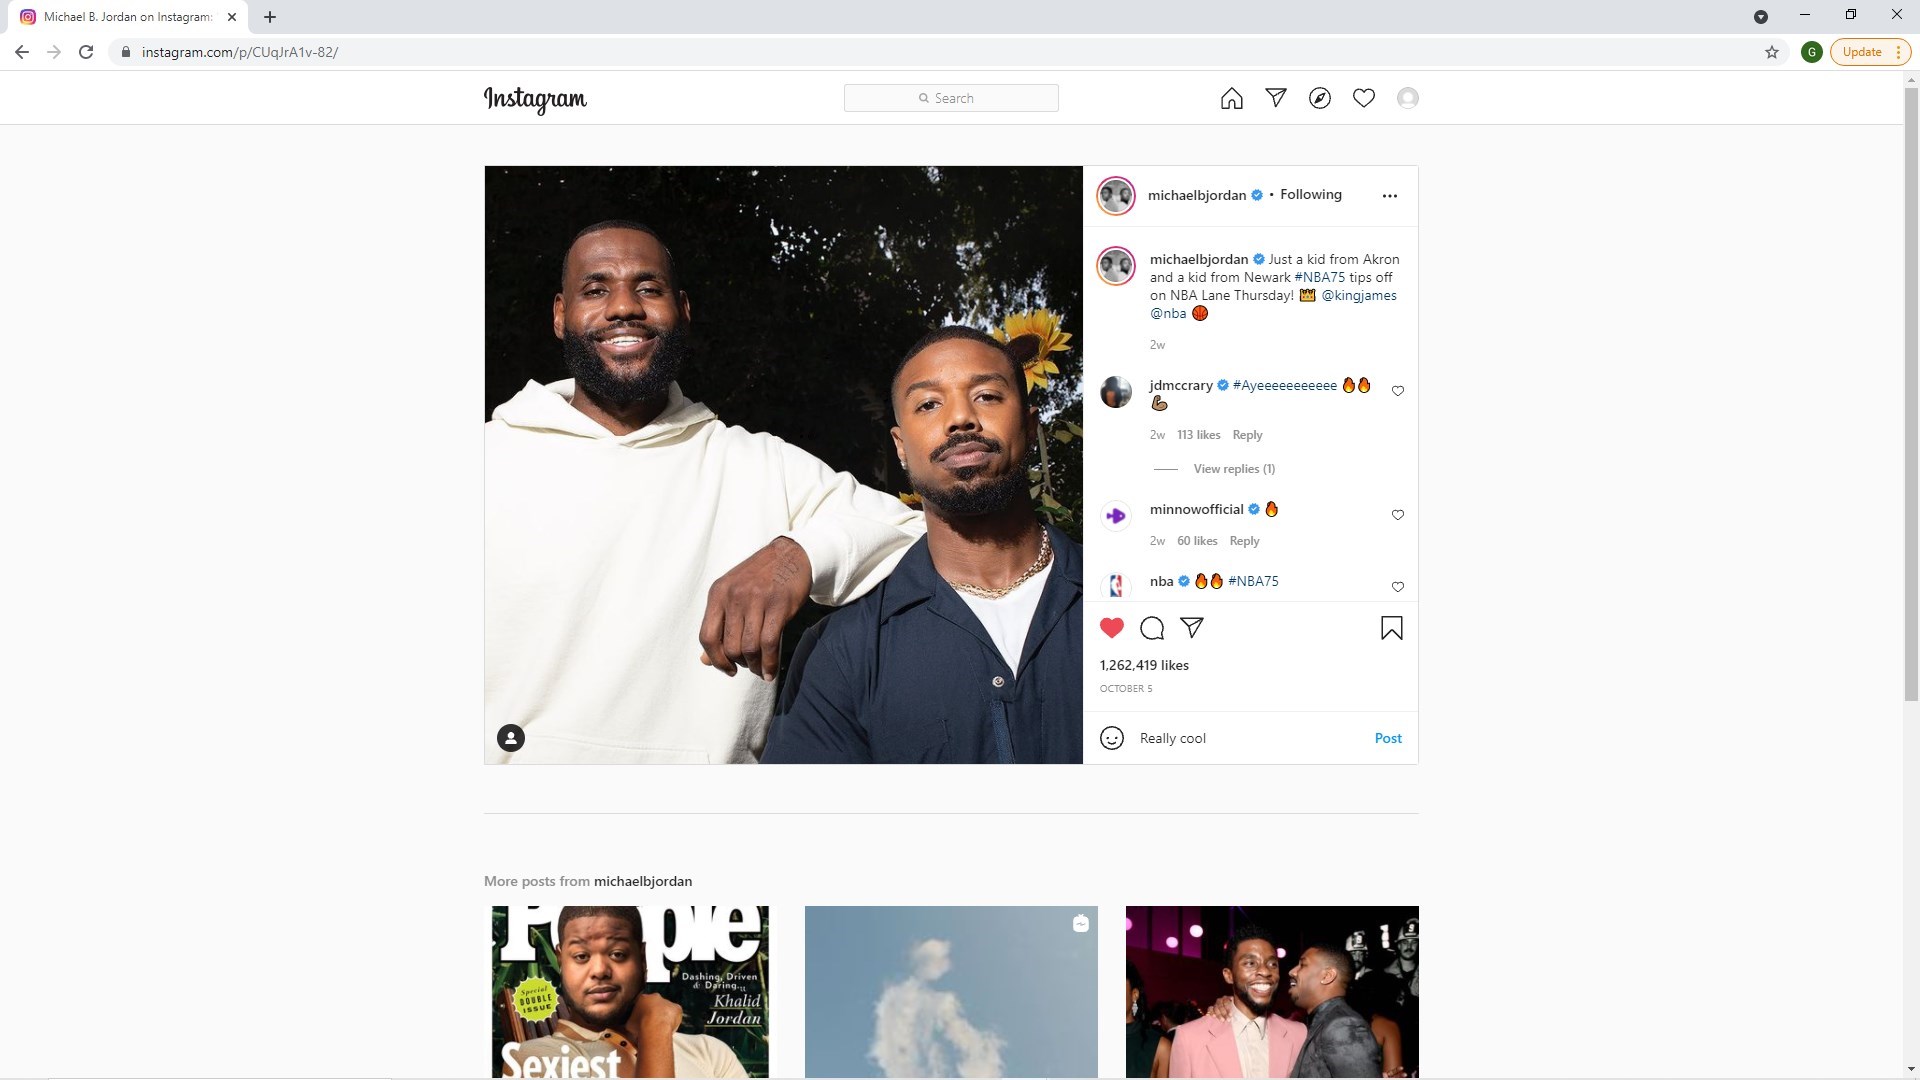 Michael B. Jordan on Instagram:
instagram.com/p/CUqJrA1v-82/
G
Update
Instagram
Search
michaelbjordan • Following
michaelbjordan Just a kid from Akron
and a kid from Newark #NBA75 tips off
on NBA Lane Thursday! @kingjames
@nba
2w
jdmccrary #Ayeeeeeeeeeee
2w 113 likes Reply
View replies (1)
minnowofficial
2w 60 likes Reply
nba #NBA75
1,262,419 likes
OCTOBER 5
Really cool Post
More posts from michaelbjordan
People
Dashing, Driven
& Daring...
Khalid
Jordan
Special
DOUBLE
ISSUE
Sexiest